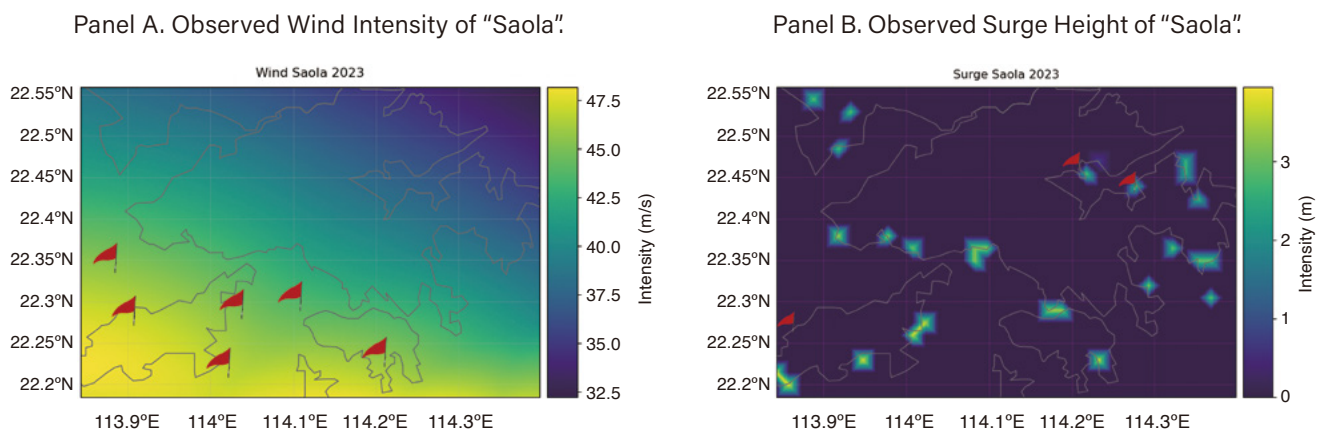 Panel A. Observed Wind Intensity of “Saola”.
Wind Saola 2023
22.55°N
22.5°N
22.45°N
22.4°N
22.35°N
22.3°N
22.25°N
22.2°N
113.9°E 114°E 114.1°E 114.2°E 114.3°E
47.5
45.0
42.5
40.0
37.5
35.0
32.5
Intensity (m/s)
Panel B. Observed Surge Height of “Saola”.
Surge Saola 2023
22.55°N
22.5°N
22.45°N
22.4°N
22.35°N
22.3°N
22.25°N
22.2°N
113.9°E 114°E 114.1°E 114.2°E 114.3°E
3
2
1
0
Intensity (m)